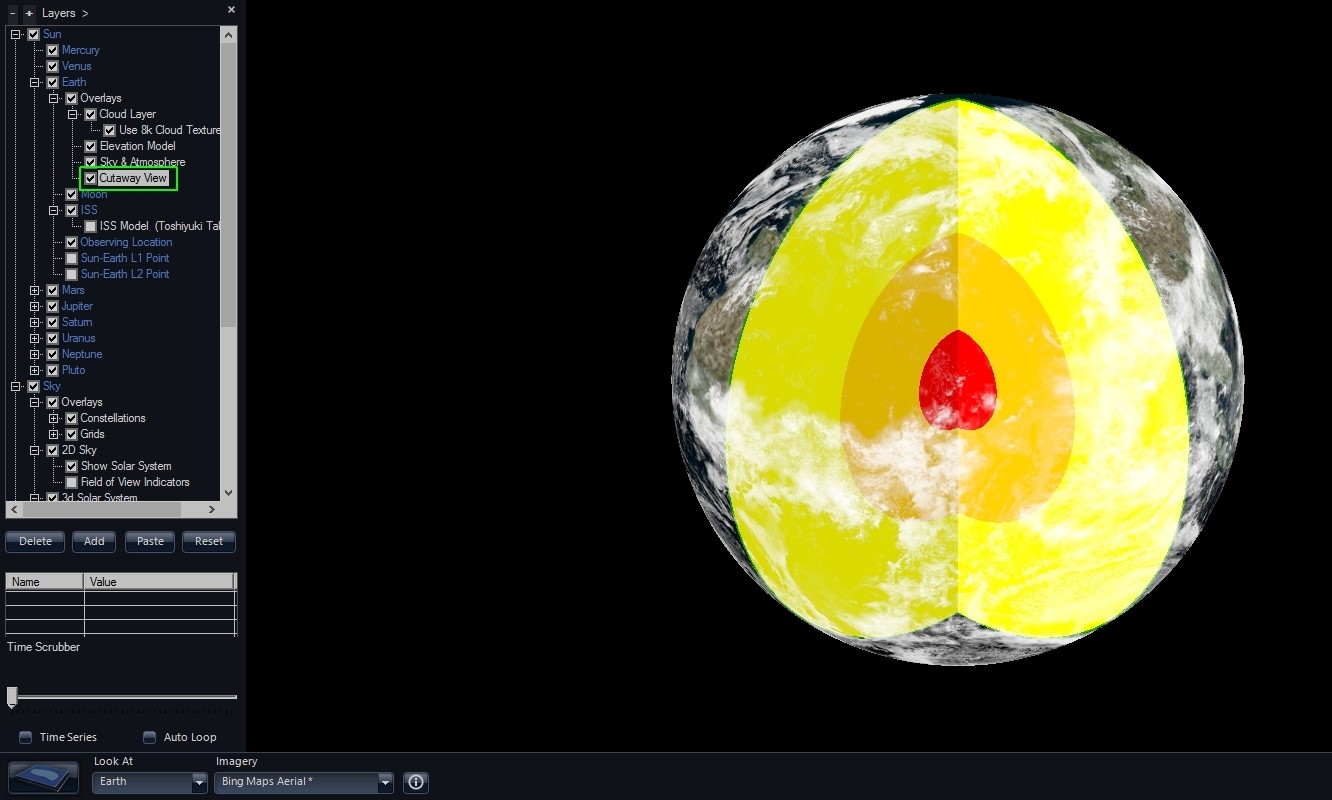 Layers >
Sun
Mercury
Venus
Earth
Overlays
Cloud Layer
Use 8k Cloud Texture
Elevation Model
Sky & Atmosphere
Cutaway View
Moon
ISS
ISS Model (Toshiyuki Tak
Observing Location
Sun-Earth L1 Point
Sun-Earth L2 Point
Mars
Jupiter
Saturn
Uranus
Neptune
Pluto
Sky
Overlays
Constellations
Grids
2D Sky
Show Solar System
Field of View Indicators
3d Solar System
Delete Add Paste Reset
Name Value
Time Scrubber
Time Series Auto Loop
Look At Imagery
Earth Bing Maps Aerial *